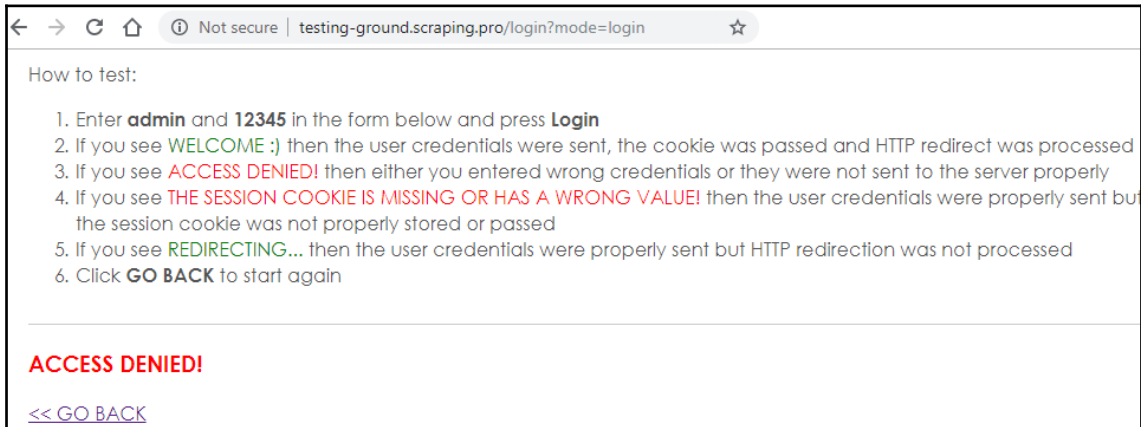 Not secure | testing-ground.scraping.pro/login?mode=login
How to test:
1. Enter admin and 12345 in the form below and press Login
2. If you see WELCOME :) then the user credentials were sent, the cookie was passed and HTTP redirect was processed
3. If you see ACCESS DENIED! then either you entered wrong credentials or they were not sent to the server properly
4. If you see THE SESSION COOKIE IS MISSING OR HAS A WRONG VALUE! then the user credentials were properly sent but
the session cookie was not properly stored or passed
5. If you see REDIRECTING... then the user credentials were properly sent but HTTP redirection was not processed
6. Click GO BACK to start again
ACCESS DENIED!
<< GO BACK